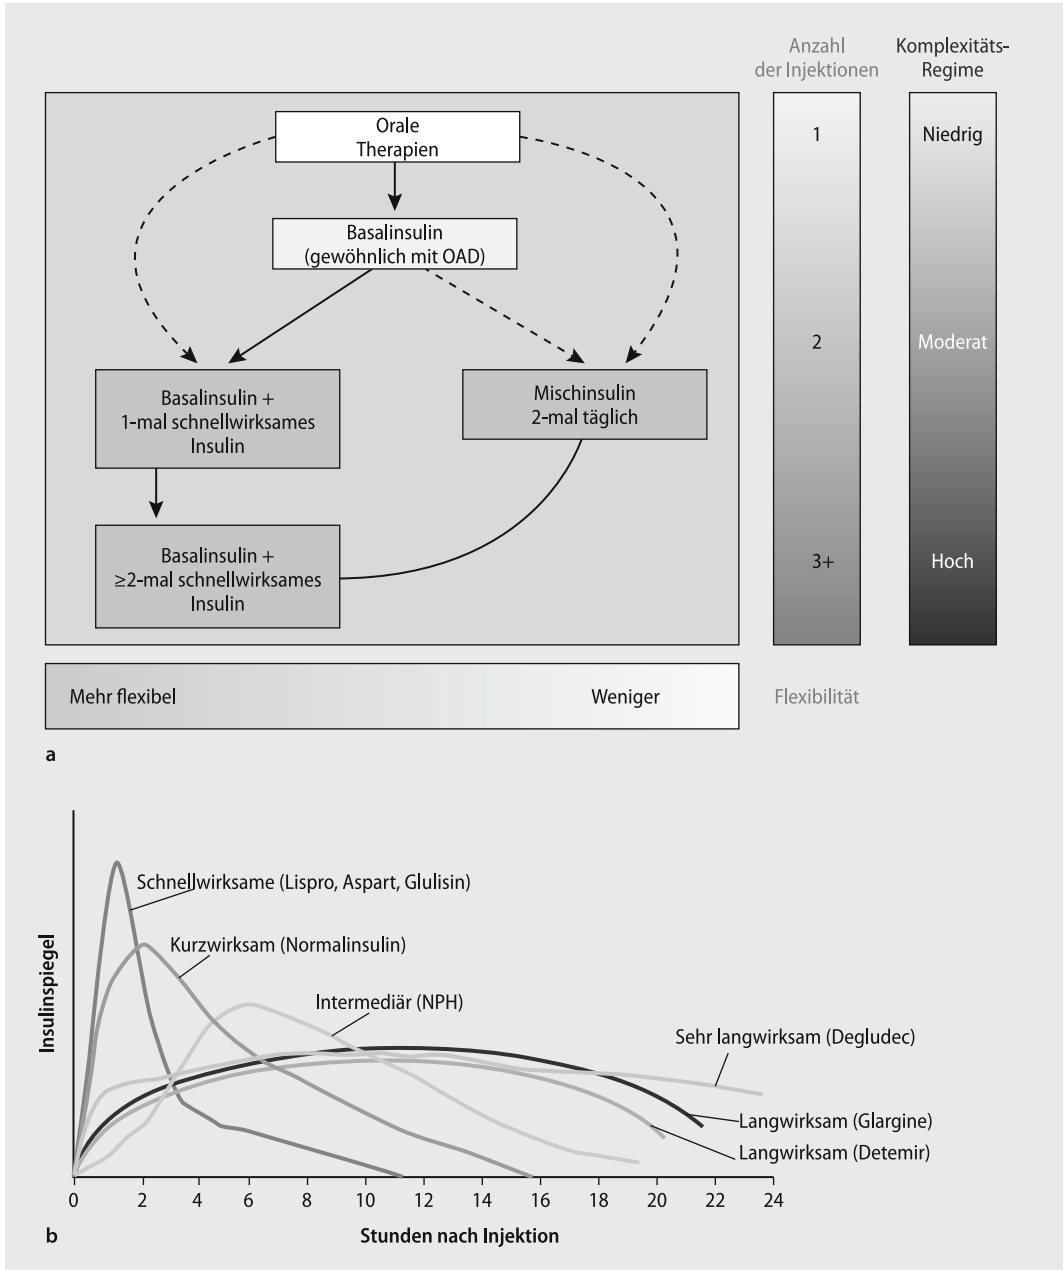 Anzahl
der Injektionen
Komplexitäts-
Regime
Orale
Therapien
1
Niedrig
Basalinsulin
(gewöhnlich mit OAD)
2
Moderat
Basalinsulin +
1-mal schnellwirksames
Insulin
Mischinsulin
2-mal täglich
Basalinsulin +
≥2-mal schnellwirksames
Insulin
3+
Hoch
Mehr flexibel
Weniger
Flexibilität
a
Insulinspiegel
Schnellwirksame (Lispro, Aspart, Glulisin)
Kurzwirksam (Normalinsulin)
Intermediär (NPH)
Sehr langwirksam (Degludec)
Langwirksam (Glargine)
Langwirksam (Detemir)
0 2 4 6 8 10 12 14 16 18 20 22 24
b
Stunden nach Injektion